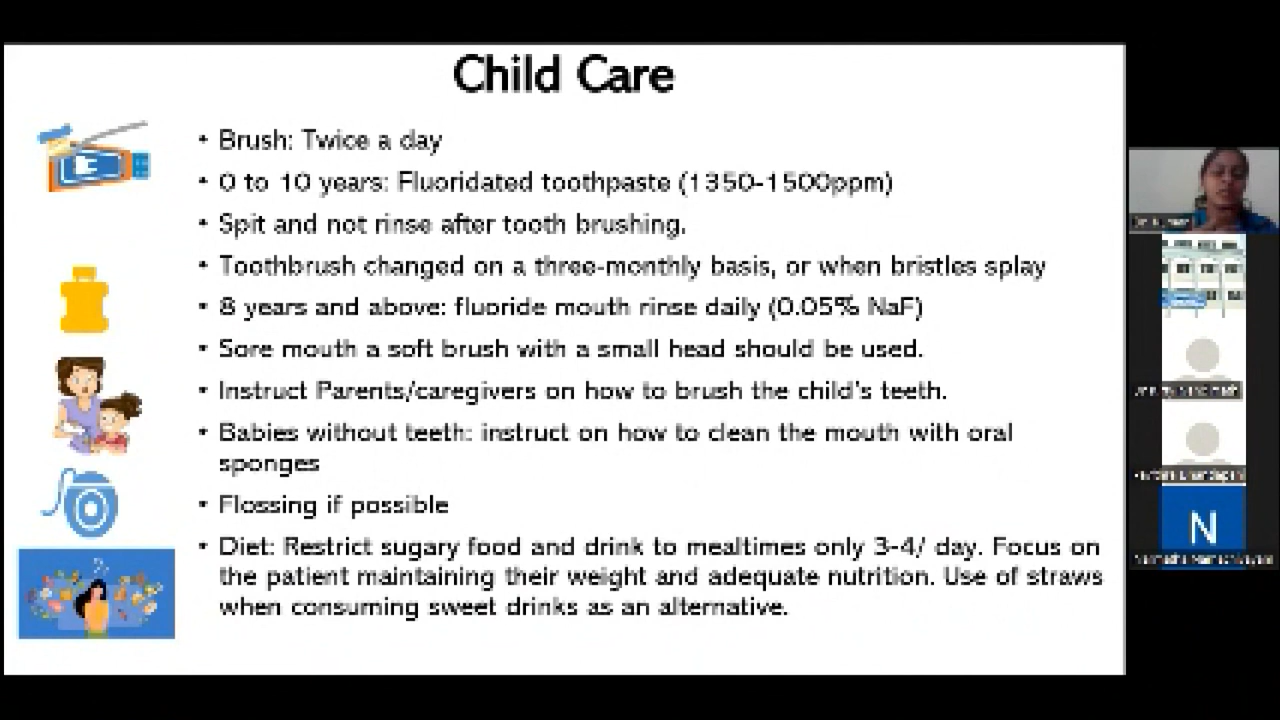 Child Care
• Brush: Twice a day
• 0 to 10 years: Fluoridated toothpaste (1350-1500ppm)
• Spit and not rinse after tooth brushing.
• Toothbrush changed on a three-monthly basis, or when bristles splay
• 8 years and above: fluoride mouth rinse daily (0.05% NaF)
• Sore mouth a soft brush with a small head should be used.
• Instruct Parents/caregivers on how to brush the child's teeth.
• Babies without teeth: instruct on how to clean the mouth with oral
sponges
• Flossing if possible
• Diet: Restrict sugary food and drink to mealtimes only 3-4/ day. Focus on
the patient maintaining their weight and adequate nutrition. Use of straws
when consuming sweet drinks as an alternative.
N